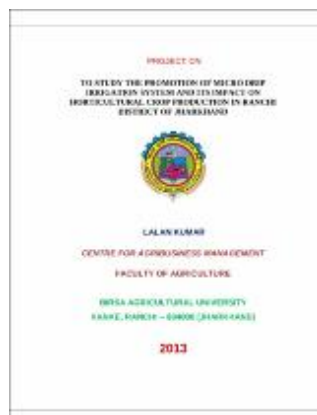 PROJECT ON
TO STUDY THE PROMOTION OF MICRO DRIP
IRRIGATION SYSTEM AND ITS IMPACT ON
HORTICULTURAL CROP PRODUCTION IN RANCHI
DISTRICT OF JHARKHAND
LALAN KUMAR
CENTRE FOR AGRIBUSINESS MANAGEMENT
FACULTY OF AGRICULTURE
BIRSA AGRICULTURAL UNIVERSITY
KANKE, RANCHI – 834006 (JHARKHAND)
2013